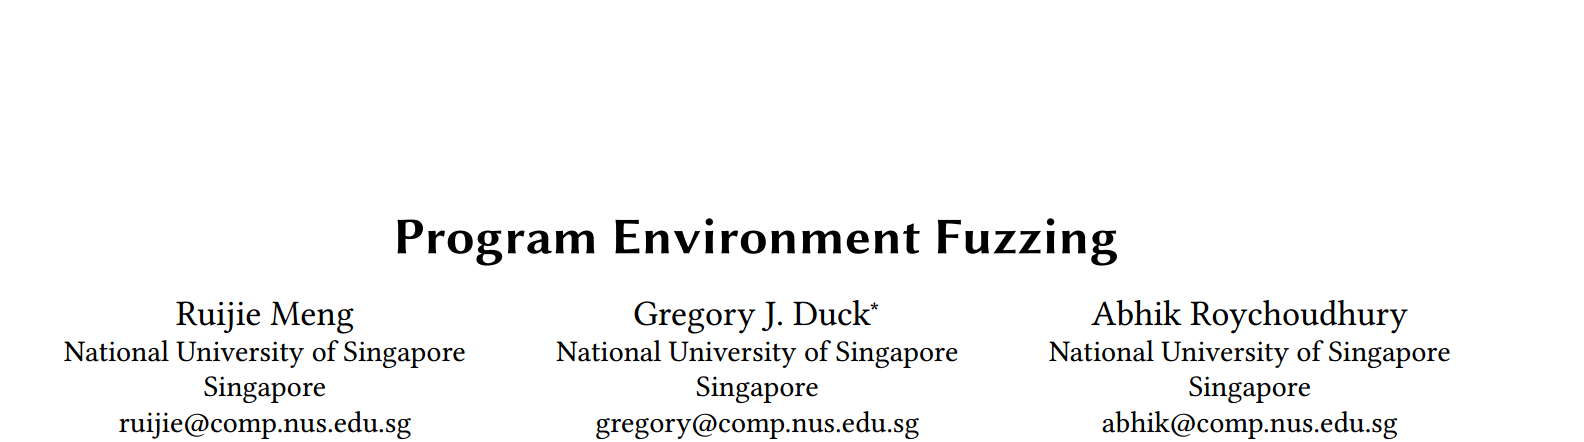 Program Environment Fuzzing
Ruijie Meng
National University of Singapore
Singapore
ruijie@comp.nus.edu.sg
Gregory J. Duck*
National University of Singapore
Singapore
gregory@comp.nus.edu.sg
Abhik Roychoudhury
National University of Singapore
Singapore
abhik@comp.nus.edu.sg